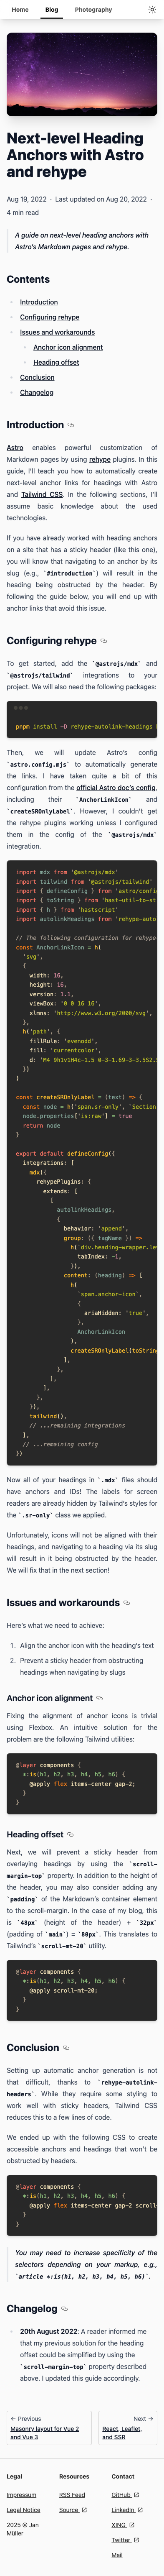 Home Blog Photography
Next-level Heading
Anchors with Astro
and rehype
Aug 19, 2022 · Last updated on Aug 20, 2022 ·
4 min read
A guide on next-level heading anchors with
Astro's Markdown pages and rehype.
Contents
Introduction
Configuring rehype
Issues and workarounds
Anchor icon alignment
Heading offset
Conclusion
Changelog
Introduction
Astro enables powerful customization of
Markdown pages by using rehype plugins. In this
guide, I'll teach you how to automatically create
next-level anchor links for headings with Astro
and Tailwind CSS. In the following sections, I'll
assume basic knowledge about the used
technologies.
If you have already worked with heading anchors
on a site that has a sticky header (like this one),
you will know that navigating to an anchor by its
slug (e.g., `#introduction`) will result in the
heading being obstructed by the header. By
following the guide below, you will end up with
anchor links that avoid this issue.
Configuring rehype
To get started, add the `@astrojs/mdx` and
`@astrojs/tailwind` integrations to your
project. We will also need the following packages:
pnpm install -D rehype-autolink-headings
Then, we will update Astro's config
`astro.config.mjs` to automatically generate
the links. I have taken quite a bit of
configuration from the official Astro doc's config,
including their `AnchorLinkIcon` and
`createSROnlyLabel`. However, I couldn't get
the rehype plugins working unless I configured
them in the config of the `@astrojs/mdx`
integration.
import mdx from '@astrojs/mdx'
import tailwind from '@astrojs/tailwind'
import { defineConfig } from 'astro/config
import { toString } from 'hast-util-to-st
import { h } from 'hastscript'
import autolinkHeadings from 'rehype-auto
// The following configuration for rehype
const AnchorLinkIcon = h(
'svg',
{
width: 16,
height: 16,
version: 1.1,
viewBox: '0 0 16 16',
xlmns: 'http://www.w3.org/2000/svg',
},
h('path', {
fillRule: 'evenodd',
fill: 'currentcolor',
d: 'M4 9h1v1H4c-1.5 0-3-1.69-3-3.5S2.
})
)
const createSROnlyLabel = (text) => {
const node = h('span.sr-only', `Section
node.properties['is:raw'] = true
return node
}
export default defineConfig({
integrations: [
mdx({
rehypePlugins: {
extends: [
[
autolinkHeadings,
{
behavior: 'append',
group: ({ tagName }) =>
h(`div.heading-wrapper.le
tabIndex: -1,
}),
content: (heading) => [
h(
`span.anchor-icon`,
{
ariaHidden: 'true',
},
AnchorLinkIcon
),
createSROnlyLabel(toStrin
],
},
],
],
},
}),
tailwind(),
// ...remaining integrations
],
// ...remaining config
})
Now all of your headings in `.mdx` files should
have anchors and IDs! The labels for screen
readers are already hidden by Tailwind's styles for
the `.sr-only` class we applied.
Unfortunately, icons will not be aligned with their
headings, and navigating to a heading via its slug
will result in it being obstructed by the header.
We will fix that in the next section!
Issues and workarounds
Here's what we need to achieve:
1. Align the anchor icon with the heading's text
2. Prevent a sticky header from obstructing
headings when navigating by slugs
Anchor icon alignment
Fixing the alignment of anchor icons is trivial
using Flexbox. An intuitive solution for the
problem are the following Tailwind utilities:
@layer components {
*:is(h1, h2, h3, h4, h5, h6) {
@apply flex items-center gap-2;
}
}
Heading offset
Next, we will prevent a sticky header from
overlaying headings by using the `scroll-
margin-top` property. In addition to the height of
the header, you may also consider adding any
`padding` of the Markdown's container element
to the scroll-margin. In the case of my blog, this
is `48px` (height of the header) + `32px`
(padding of `main`) = `80px`. This translates to
Tailwind's `scroll-mt-20` utility.
@layer components {
*:is(h1, h2, h3, h4, h5, h6) {
@apply scroll-mt-20;
}
}
Conclusion
Setting up automatic anchor generation is not
that difficult, thanks to `rehype-autolink-
headers`. While they require some styling to
work well with sticky headers, Tailwind CSS
reduces this to a few lines of code.
We ended up with the following CSS to create
accessible anchors and headings that won't be
obstructed by headers.
@layer components {
*:is(h1, h2, h3, h4, h5, h6) {
@apply flex items-center gap-2 scroll-
}
}
You may need to increase specificity of the
selectors depending on your markup, e.g.,
`article *:is(h1, h2, h3, h4, h5, h6)`.
Changelog
20th August 2022: A reader informed me
that my previous solution for the heading
offset could be simplified by using the
`scroll-margin-top` property described
above. I updated this guide accordingly.
← Previous
Masonry layout for Vue 2
and Vue 3
Next →
React, Leaflet,
and SSR
Legal
Impressum
Legal Notice
2025 © Jan
Müller
Resources
RSS Feed
Source
Contact
GitHub
LinkedIn
XING
Twitter
Mail